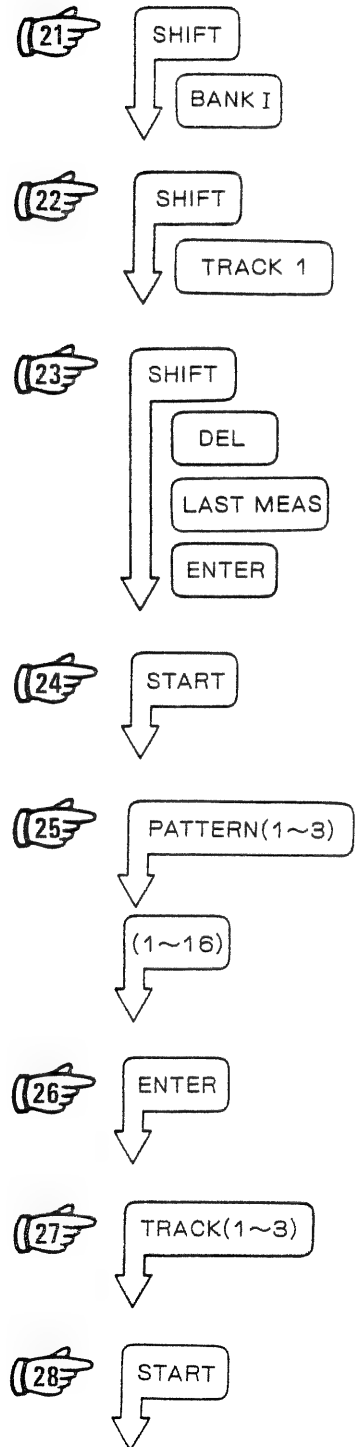 21 SHIFT
BANK I
22 SHIFT
TRACK 1
23 SHIFT
DEL
LAST MEAS
ENTER
24 START
25 PATTERN(1～3)
(1～16)
26 ENTER
27 TRACK(1～3)
28 START